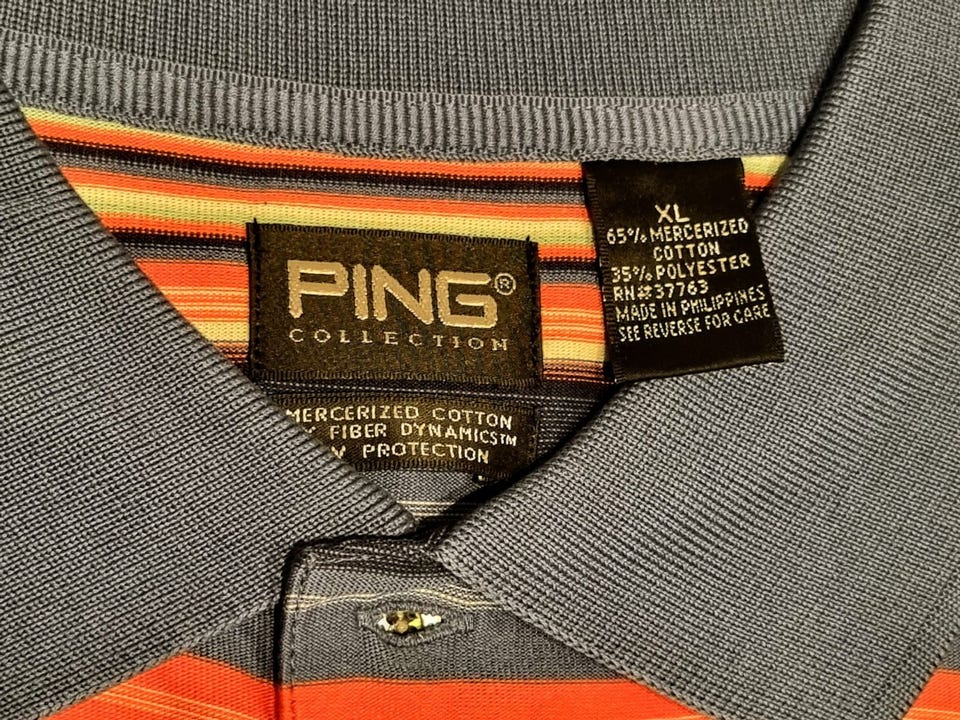 PING®
COLLECTION
MERCERIZED COTTON
FIBER DYNAMICS™
PROTECTION
XL
65% MERCERIZED
COTTON
35% POLYESTER
RN#37763
MADE IN PHILIPPINES
SEE REVERSE FOR CARE